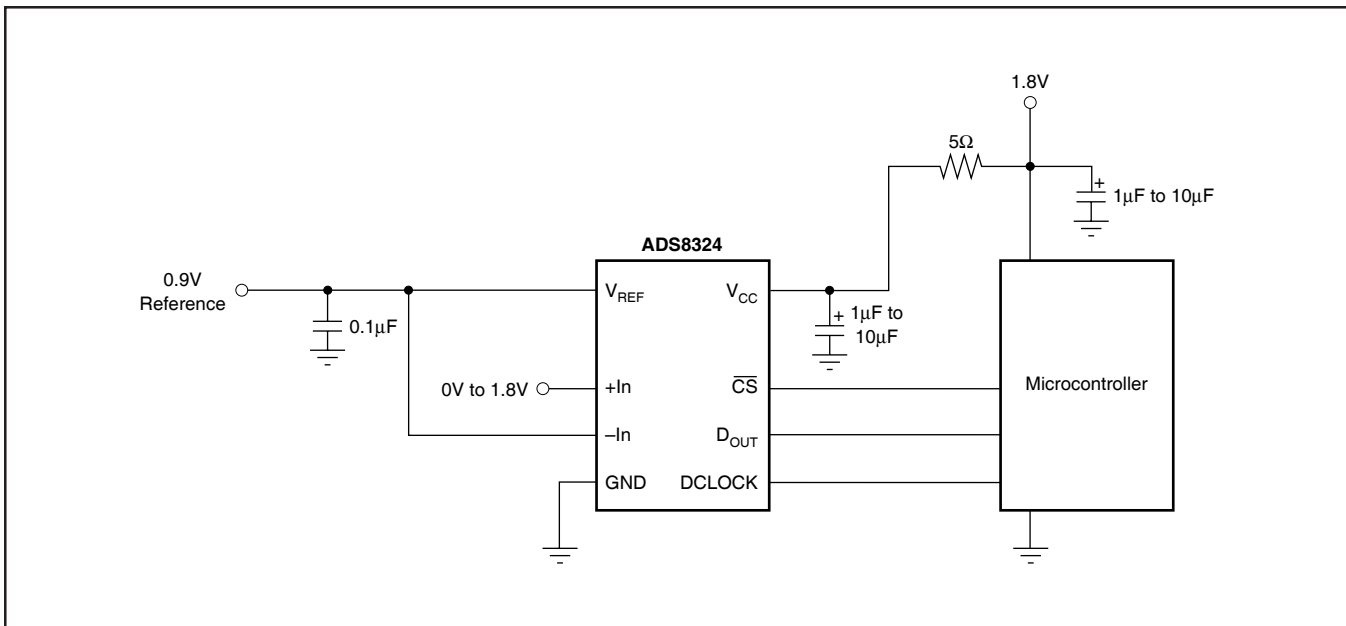 1.8V
5Ω
+
1μF to 10μF
ADS8324
0.9V
Reference
0.1μF
V_REF
V_CC
+
1μF to
10μF
0V to 1.8V
+In
C̅S̅
Microcontroller
–In
D_OUT
GND
DCLOCK